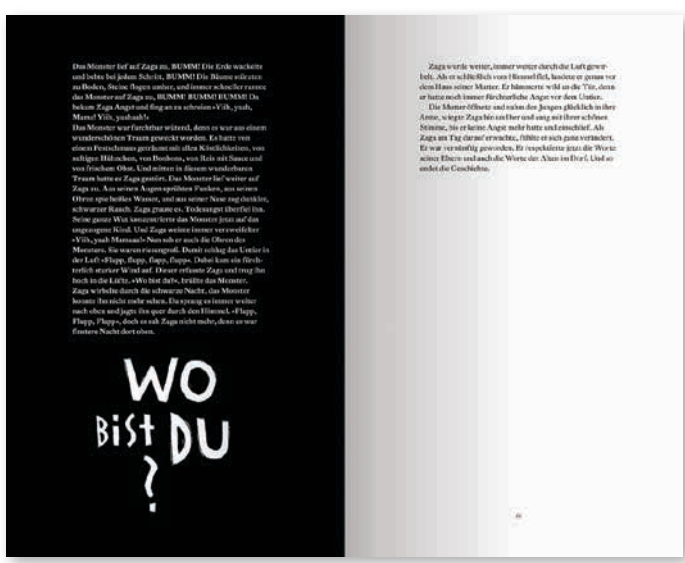 Das Monster lief auf Zaga zu, BUMM! Die Erde wackelte
und bebte bei jedem Schritt, BUMM! Die Bäume stürzten
zu Boden, Steine flogen umher, und immer schneller rannte
das Monster auf Zaga zu, BUMM! BUMM! BUMM! Da
bekam Zaga Angst und fing an zu schreien »Yiih, yaah,
Mama! Yiih, yaahaah!«
Das Monster war furchtbar wütend, denn es war aus einem
wunderschönen Traum geweckt worden. Es hatte von
einem Festschmaus geträumt mit allen Köstlichkeiten, von
saftigen Hühnchen, von Bonbons, von Reis mit Sauce und
von frischem Obst. Und mitten in diesem wunderbaren
Traum hatte es Zaga gestört. Das Monster lief weiter auf
Zaga zu. Aus seinen Augen sprühten Funken, aus seinen
Ohren spie heißes Wasser, und aus seiner Nase zog dunkler,
schwarzer Rauch. Zaga graute es. Todesangst überfiel ihn.
Seine ganze Wut konzentrierte das Monster jetzt auf das
ungezogene Kind. Und Zaga weinte immer verzweifelter
»Yiih, yaah Mamaaa!« Nun sah er auch die Ohren des
Monsters. Sie waren riesengroß. Damit schlug das Untier in
der Luft »Flapp, flapp, flapp, flapp«. Dabei kam ein fürch-
terlich starker Wind auf. Dieser erfasste Zaga und trug ihn
hoch in die Lüfte. »Wo bist du?«, brüllte das Monster.
Zaga wirbelte durch die schwarze Nacht, das Monster
konnte ihn nicht mehr sehen. Da sprang es immer weiter
nach oben und jagte ihn quer durch den Himmel. »Flapp,
Flapp, Flapp«, doch es sah Zaga nicht mehr, denn es war
finstere Nacht dort oben.
WO
BiSt DU
?
Zaga wurde weiter, immer weiter durch die Luft gewir-
belt. Als er schließlich vom Himmel fiel, landete er genau vor
dem Haus seiner Mutter. Er hämmerte wild an die Tür, denn
er hatte noch immer fürchterliche Angst vor dem Untier.
Die Mutter öffnete und nahm den Jungen glücklich in ihre
Arme, wiegte Zaga hin und her und sang mit ihrer schönen
Stimme, bis er keine Angst mehr hatte und einschlief. Als
Zaga am Tag darauf erwachte, fühlte er sich ganz verändert.
Er war vernünftig geworden. Er respektierte jetzt die Worte
seiner Eltern und auch die Worte der Alten im Dorf. Und so
endet die Geschichte.